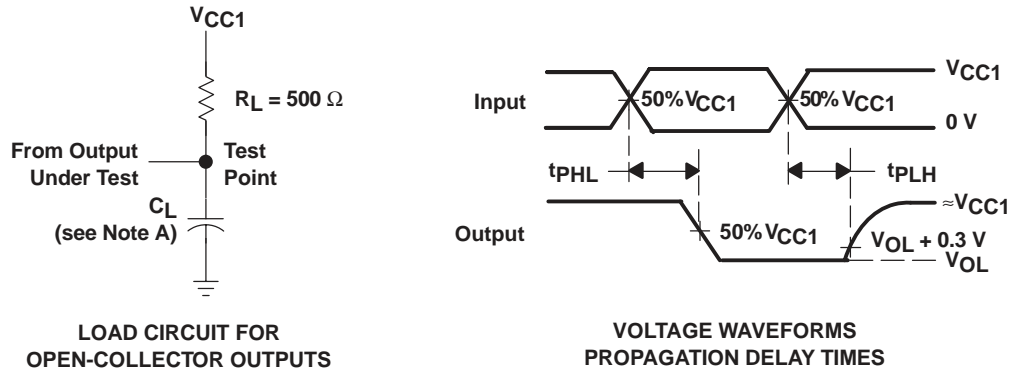 VCC1
RL = 500 Ω
From Output
Under Test
Test
Point
CL
(see Note A)
LOAD CIRCUIT FOR
OPEN-COLLECTOR OUTPUTS
Input
50% VCC1
50% VCC1
VCC1
0 V
tPHL
tPLH
Output
50% VCC1
≈VCC1
VOL + 0.3 V
VOL
VOLTAGE WAVEFORMS
PROPAGATION DELAY TIMES